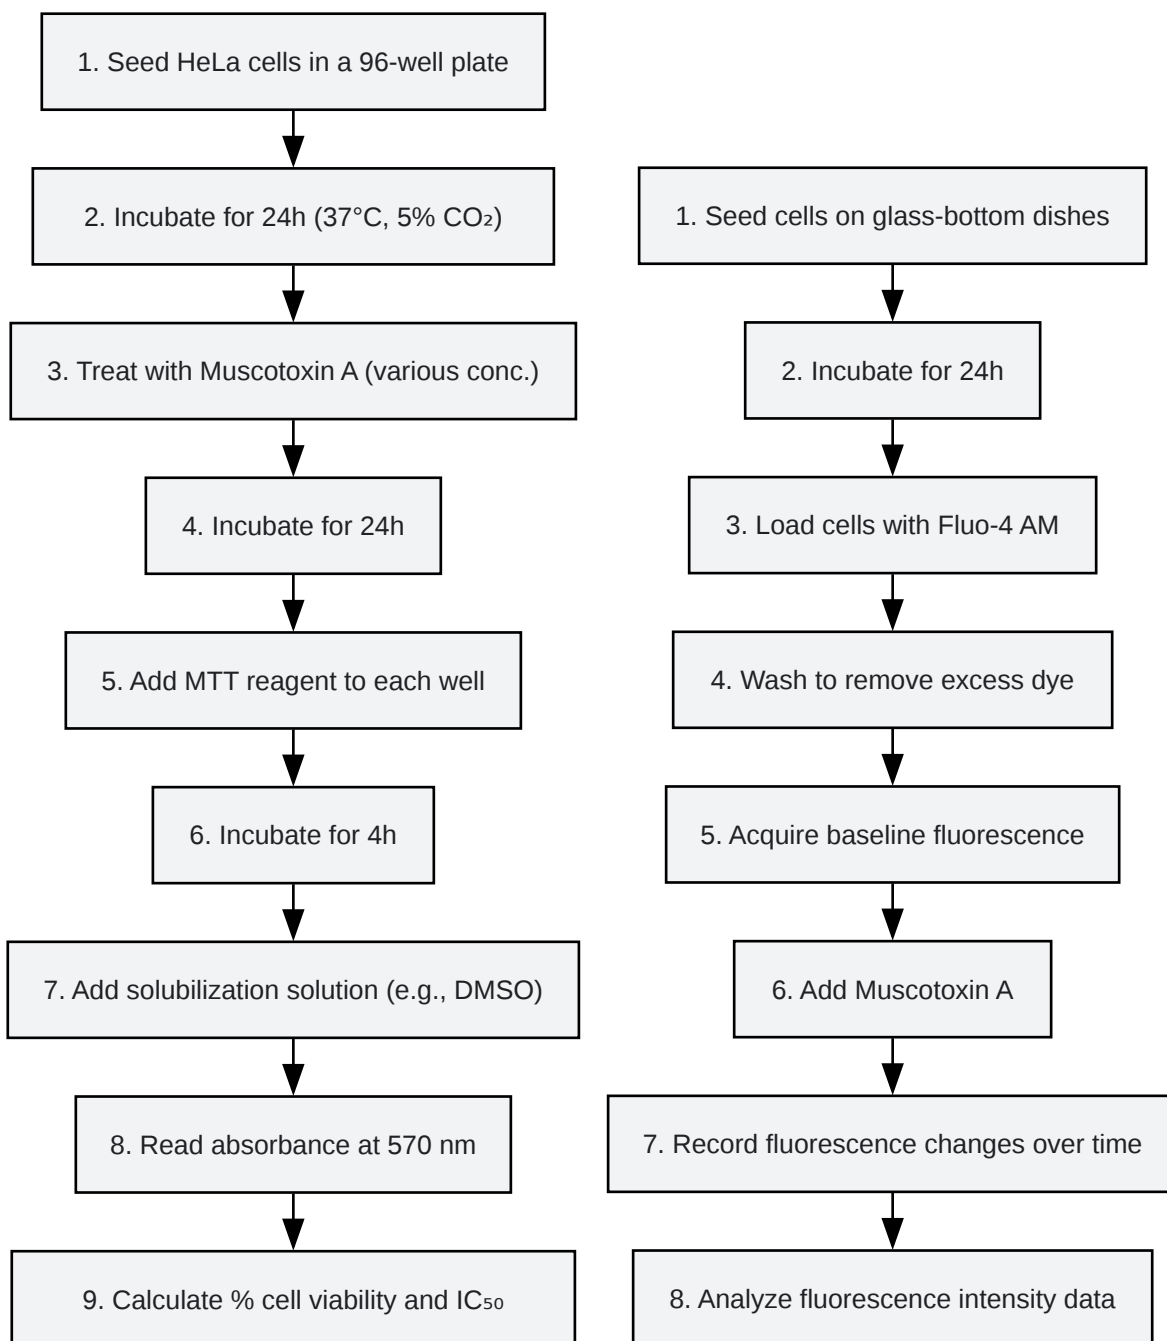 1. Seed HeLa cells in a 96-well plate
2. Incubate for 24h (37°C, 5% CO₂)
3. Treat with Muscotoxin A (various conc.)
4. Incubate for 24h
5. Add MTT reagent to each well
6. Incubate for 4h
7. Add solubilization solution (e.g., DMSO)
8. Read absorbance at 570 nm
9. Calculate % cell viability and IC₅₀
1. Seed cells on glass-bottom dishes
2. Incubate for 24h
3. Load cells with Fluo-4 AM
4. Wash to remove excess dye
5. Acquire baseline fluorescence
6. Add Muscotoxin A
7. Record fluorescence changes over time
8. Analyze fluorescence intensity data